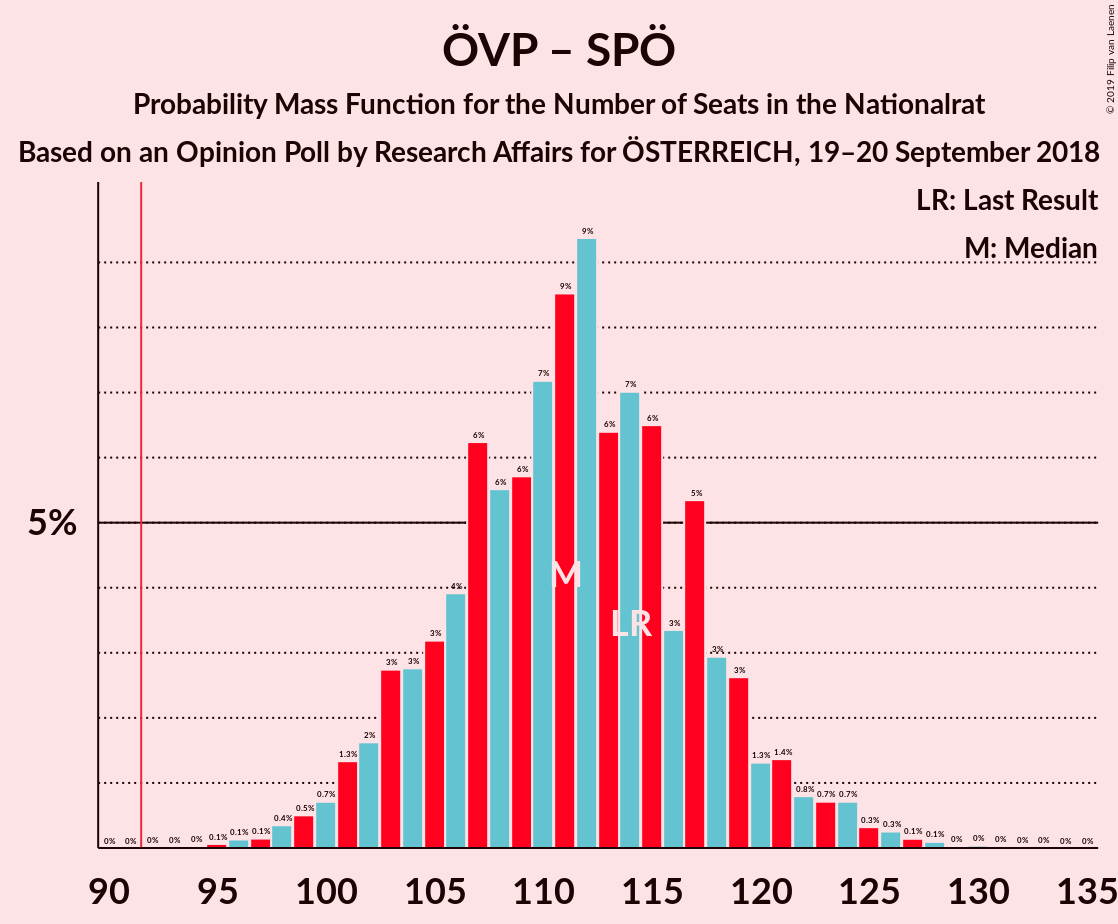 ÖVP – SPÖ
Probability Mass Function for the Number of Seats in the Nationalrat
Based on an Opinion Poll by Research Affairs for ÖSTERREICH, 19–20 September 2018
© 2019 Filip van Laenen
LR: Last Result
M: Median
5%
0% 0% 0% 0% 0% 0.1% 0.1% 0.1% 0.4% 0.5% 0.7% 1.3% 2% 3% 3% 3% 4% 6% 6% 6% 7% 9% 9% 6% 7% 6% 3% 5% 3% 3% 1.3% 1.4% 0.8% 0.7% 0.7% 0.3% 0.3% 0.1% 0.1% 0% 0% 0% 0% 0% 0% 0%
M
LR
90 95 100 105 110 115 120 125 130 135